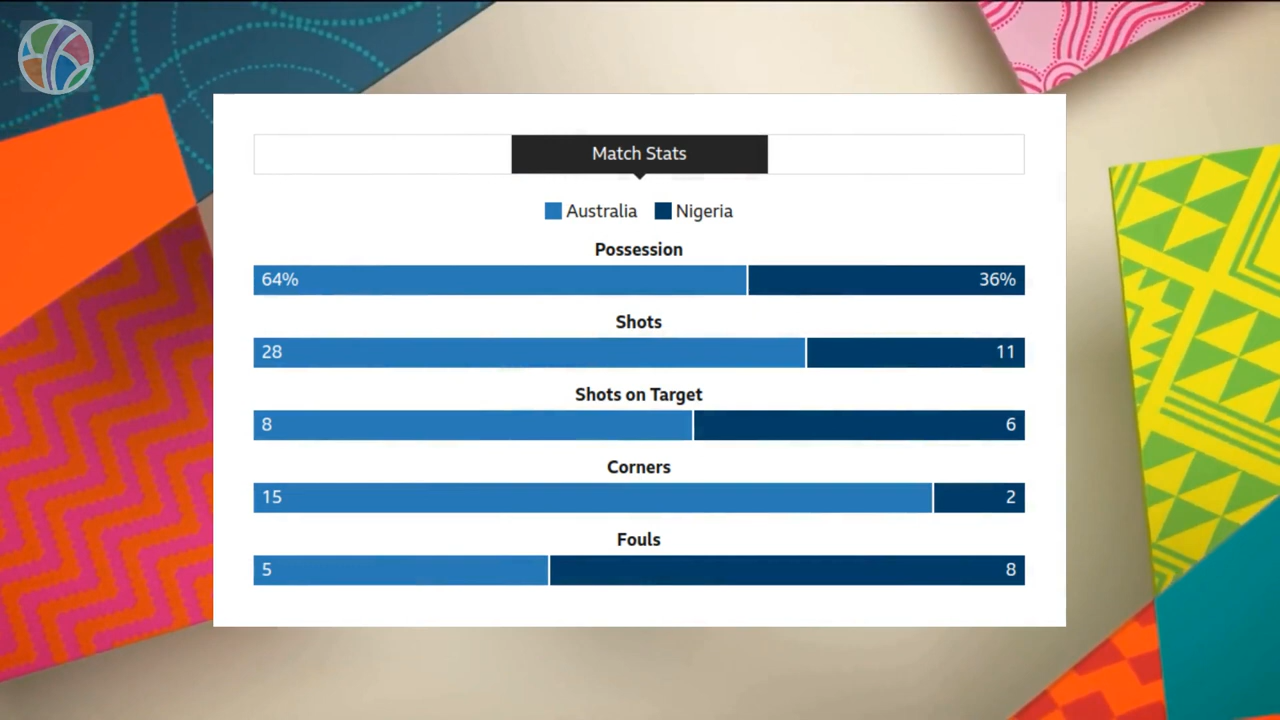 Match Stats
Australia Nigeria
Possession
64% 36%
Shots
28 11
Shots on Target
8 6
Corners
15 2
Fouls
5 8